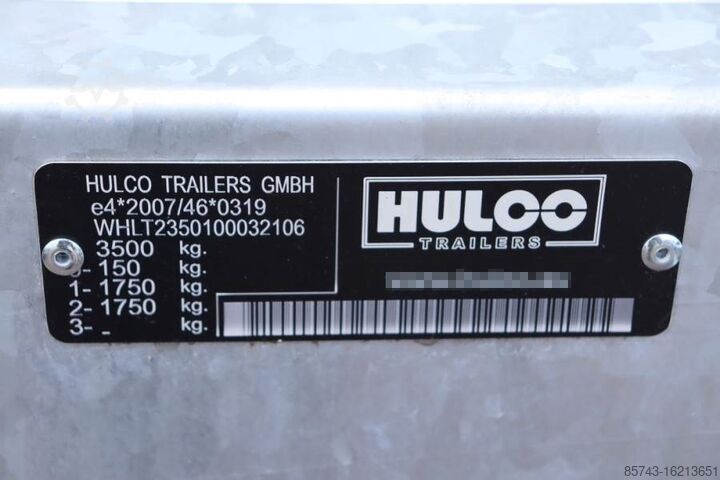 HULCO TRAILERS GMBH
e4*2007/46*0319
WHLT2350100032106
3500 kg.
0- 150 kg.
1- 1750 kg.
2- 1750 kg.
3- - kg.
HULCO
TRAILERS
85743-16213651